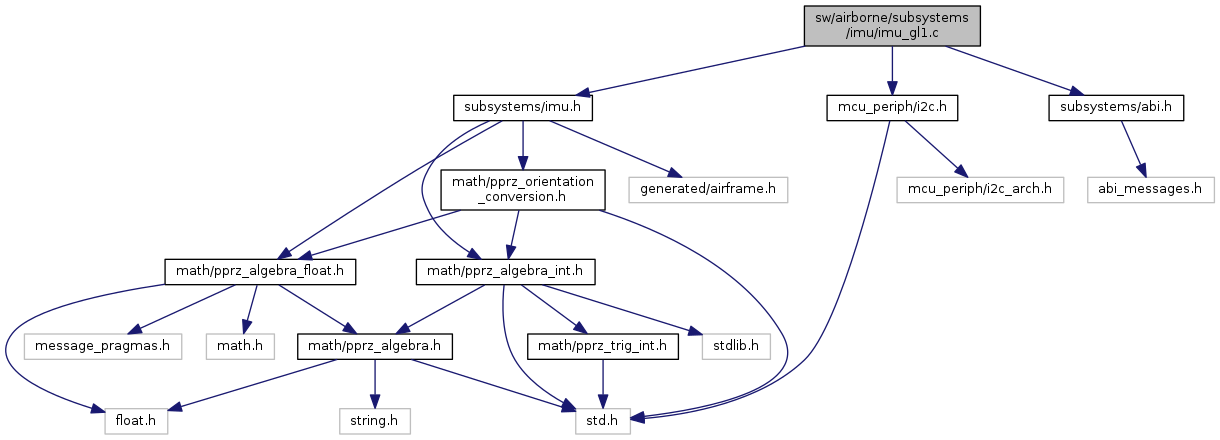 sw/airborne/subsystems
/imu/imu_gl1.c
subsystems/imu.h
mcu_periph/i2c.h
subsystems/abi.h
math/pprz_orientation
_conversion.h
generated/airframe.h
mcu_periph/i2c_arch.h
abi_messages.h
math/pprz_algebra_float.h
math/pprz_algebra_int.h
message_pragmas.h
math.h
math/pprz_algebra.h
math/pprz_trig_int.h
stdlib.h
float.h
string.h
std.h